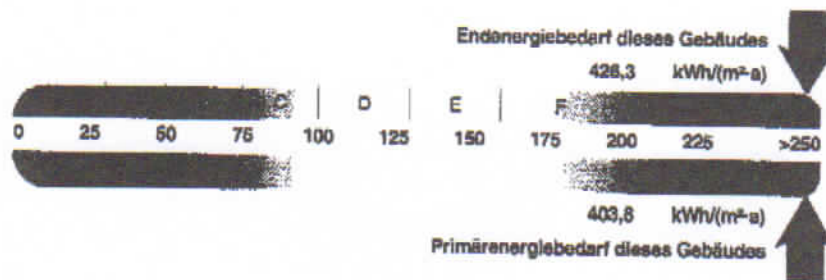 Endenergiebedarf dieses Gebäudes
426,3 kWh/(m²·a)
C D E F
0 25 50 75 100 125 150 175 200 225 >250
403,6 kWh/(m²·a)
Primärenergiebedarf dieses Gebäudes